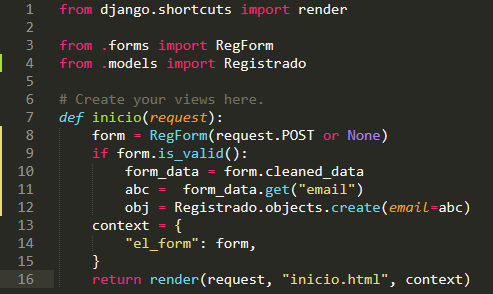 1 from django.shortcuts import render
2
3 from .forms import RegForm
4 from .models import Registrado
5
6 # Create your views here.
7 def inicio(request):
8     form = RegForm(request.POST or None)
9     if form.is_valid():
10         form_data = form.cleaned_data
11         abc =  form_data.get("email")
12         obj = Registrado.objects.create(email=abc)
13     context = {
14         "el_form": form,
15     }
16     return render(request, "inicio.html", context)